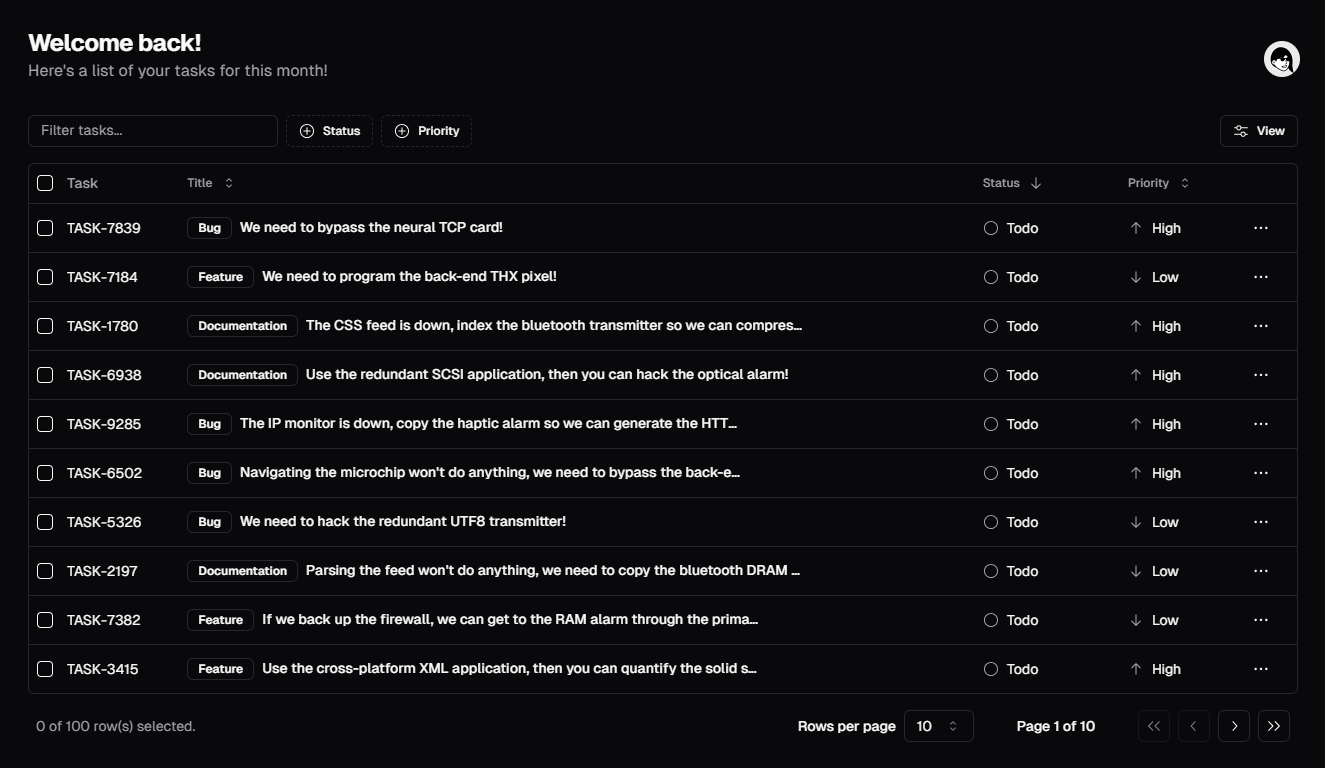 Welcome back!
Here's a list of your tasks for this month!
Filter tasks... Status Priority View
Task Title Status Priority
TASK-7839 Bug We need to bypass the neural TCP card! Todo High
TASK-7184 Feature We need to program the back-end THX pixel! Todo Low
TASK-1780 Documentation The CSS feed is down, index the bluetooth transmitter so we can compres... Todo High
TASK-6938 Documentation Use the redundant SCSI application, then you can hack the optical alarm! Todo High
TASK-9285 Bug The IP monitor is down, copy the haptic alarm so we can generate the HTT... Todo High
TASK-6502 Bug Navigating the microchip won't do anything, we need to bypass the back-e... Todo High
TASK-5326 Bug We need to hack the redundant UTF8 transmitter! Todo Low
TASK-2197 Documentation Parsing the feed won't do anything, we need to copy the bluetooth DRAM ... Todo Low
TASK-7382 Feature If we back up the firewall, we can get to the RAM alarm through the prima... Todo Low
TASK-3415 Feature Use the cross-platform XML application, then you can quantify the solid s... Todo High
0 of 100 row(s) selected. Rows per page 10 Page 1 of 10